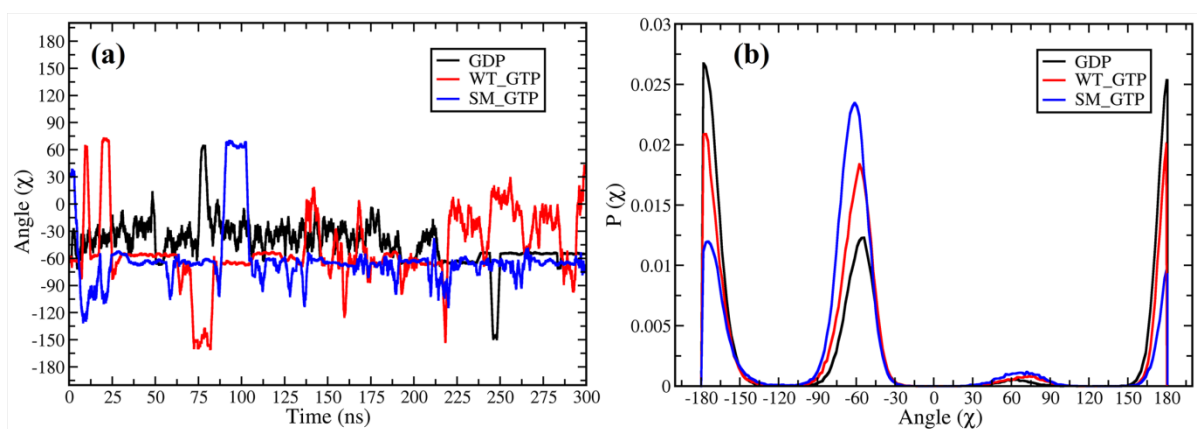 (a)
GDP
WT_GTP
SM_GTP
Angle (χ)
180
150
120
90
60
30
0
-30
-60
-90
-120
-150
-180
0 25 50 75 100 125 150 175 200 225 250 275 300
Time (ns)
(b)
GDP
WT_GTP
SM_GTP
P (χ)
0.03
0.025
0.02
0.015
0.01
0.005
0
-180 -150 -120 -90 -60 -30 0 30 60 90 120 150 180
Angle (χ)